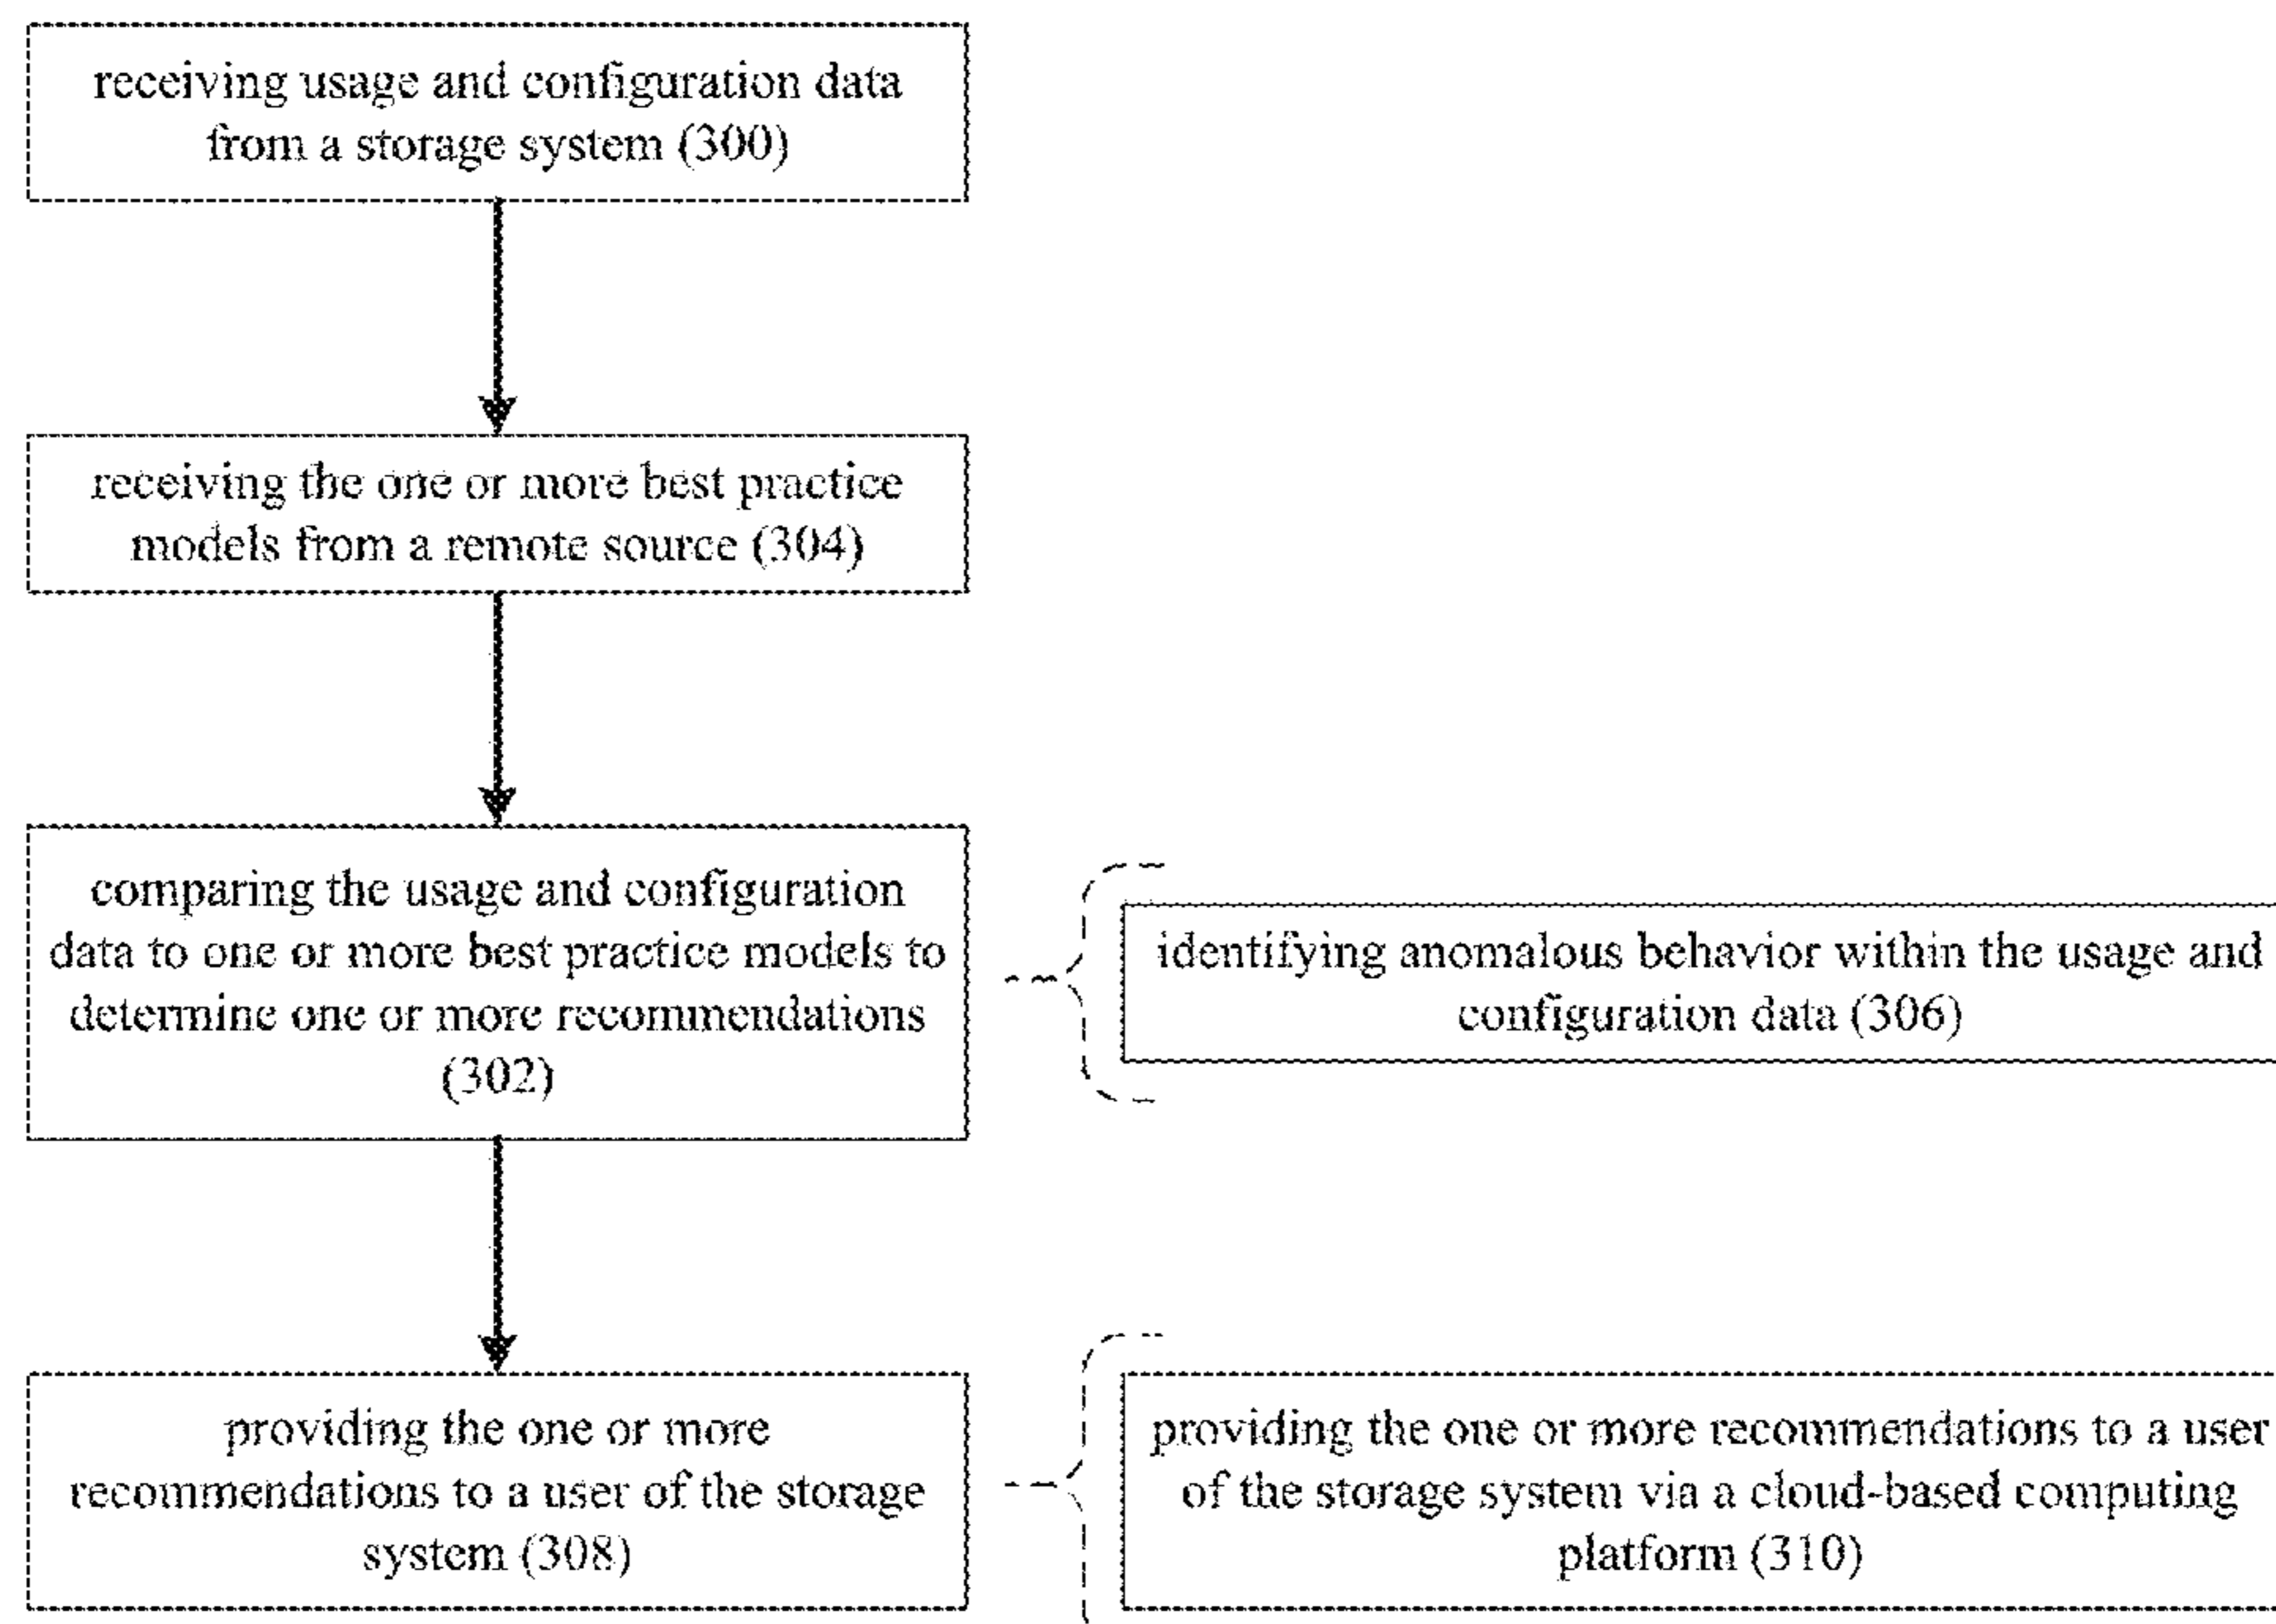 receiving usage and configuration data
from a storage system (300)
receiving the one or more best practice
models from a remote source (304)
comparing the usage and configuration
data to one or more best practice models to
determine one or more recommendations
(302)
identifying anomalous behavior within the usage and
configuration data (306)
providing the one or more
recommendations to a user of the storage
system (308)
providing the one or more recommendations to a user
of the storage system via a cloud-based computing
platform (310)